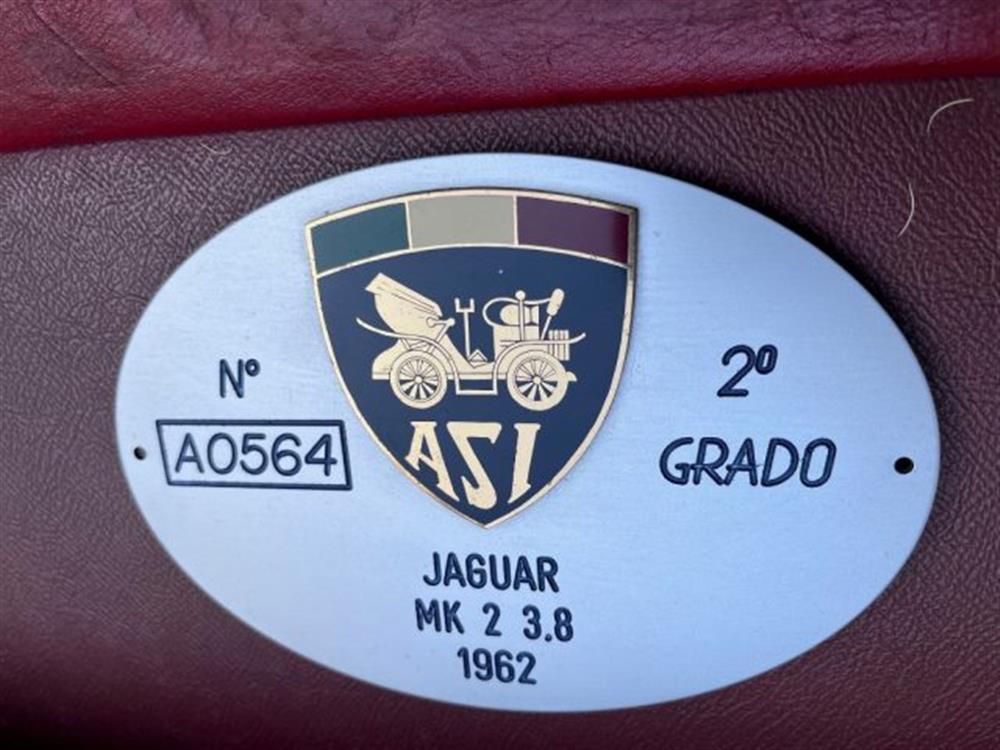 N°
A0564
ASI
2°
GRADO
JAGUAR
MK 2 3.8
1962